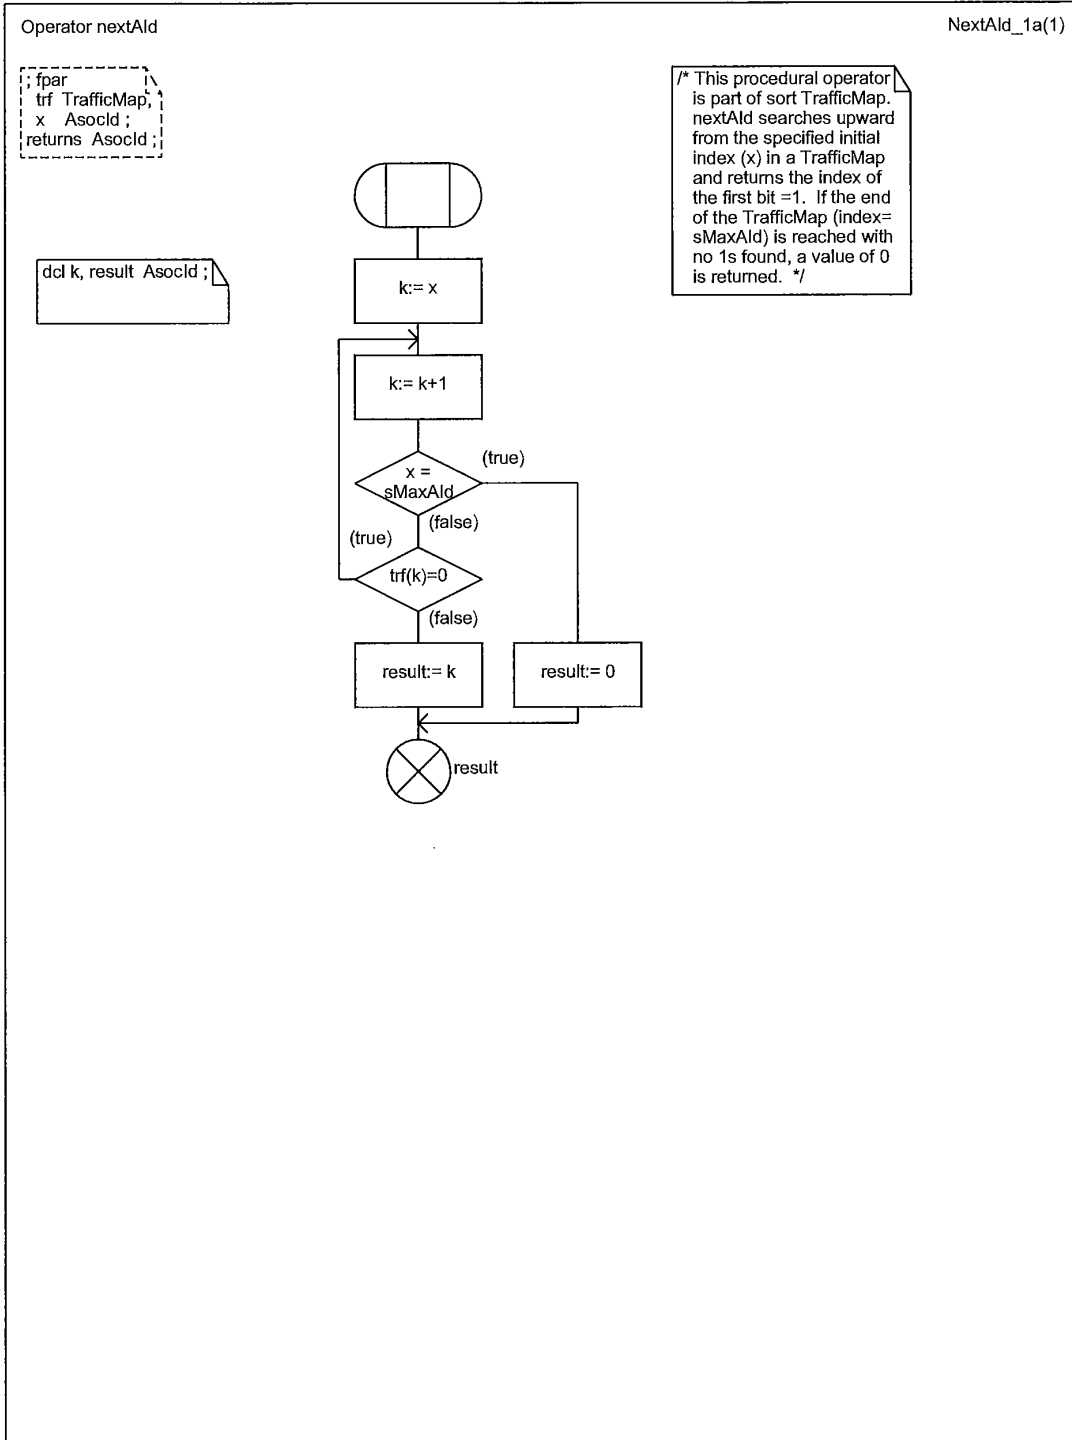 Operator nextAId
NextAId_1a(1)
; fpar
trf TrafficMap,
x AsocId ;
returns AsocId ;
/* This procedural operator
is part of sort TrafficMap.
nextAId searches upward
from the specified initial
index (x) in a TrafficMap
and returns the index of
the first bit =1. If the end
of the TrafficMap (index=
sMaxAId) is reached with
no 1s found, a value of 0
is returned. */
dcl k, result AsocId ;
k:= x
k:= k+1
x =
sMaxAId
(true)
(false)
(true)
trf(k)=0
(false)
result:= k
result:= 0
result